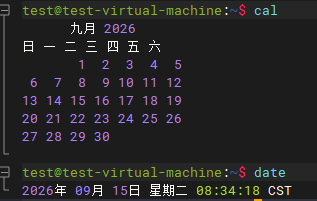 test@test-virtual-machine:~$ cal
      九月 2026
日 一 二 三 四 五 六
       1  2  3  4  5
 6  7  8  9 10 11 12
13 14 15 16 17 18 19
20 21 22 23 24 25 26
27 28 29 30
test@test-virtual-machine:~$ date
2026年 09月 15日 星期二 08:34:18 CST